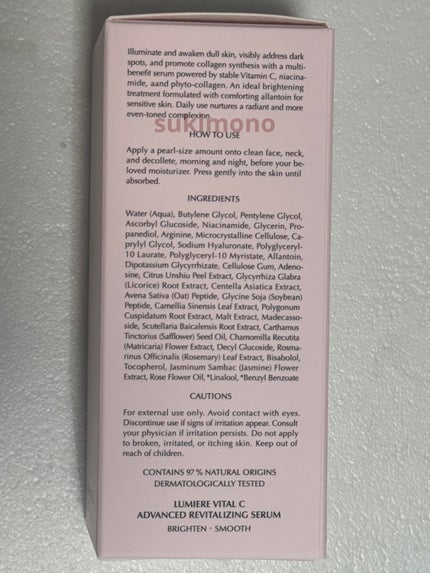 Illuminate and awaken dull skin, visibly address dark
spots, and promote collagen synthesis with a multi-
benefit serum powered by stable Vitamin C, niacina-
mide, aand phyto-collagen. An ideal brightening
treatment formulated with comforting allantoin for
sensitive skin. Daily use nurtures a radiant and more
even-toned complexion.
sukimono
HOW TO USE
Apply a pearl-size amount onto clean face, neck,
and decollete, morning and night, before your be-
loved moisturizer. Press gently into the skin until
absorbed.
INGREDIENTS
Water (Aqua), Butylene Glycol, Pentylene Glycol,
Ascorbyl Glucoside, Niacinamide, Glycerin, Pro-
panediol, Arginine, Microcrystalline Cellulose, Ca-
prylyl Glycol, Sodium Hyaluronate, Polyglyceryl-
10 Laurate, Polyglyceryl-10 Myristate, Allantoin,
Dipotassium Glycyrrhizate, Cellulose Gum, Adeno-
sine, Citrus Unshiu Peel Extract, Glycyrrhiza Glabra
(Licorice) Root Extract, Centella Asiatica Extract,
Avena Sativa (Oat) Peptide, Glycine Soja (Soybean)
Peptide, Camellia Sinensis Leaf Extract, Polygonum
Cuspidatum Root Extract, Malt Extract, Madecasso-
side, Scutellaria Baicalensis Root Extract, Carthamus
Tinctorius (Safflower) Seed Oil, Chamomilla Recutita
(Matricaria) Flower Extract, Decyl Glucoside, Rosma-
rinus Officinalis (Rosemary) Leaf Extract, Bisabolol,
Tocopherol, Jasminum Sambac (Jasmine) Flower
Extract, Rose Flower Oil, *Linalool, *Benzyl Benzoate
CAUTIONS
For external use only. Avoid contact with eyes.
Discontinue use if signs of irritation appear. Consult
your physician if irritation persists. Do not apply
to broken, irritated, or itching skin. Keep out of
reach of children.
CONTAINS 97% NATURAL ORIGINS
DERMATOLOGICALLY TESTED
LUMIERE VITAL C
ADVANCED REVITALIZING SERUM
BRIGHTEN · SMOOTH